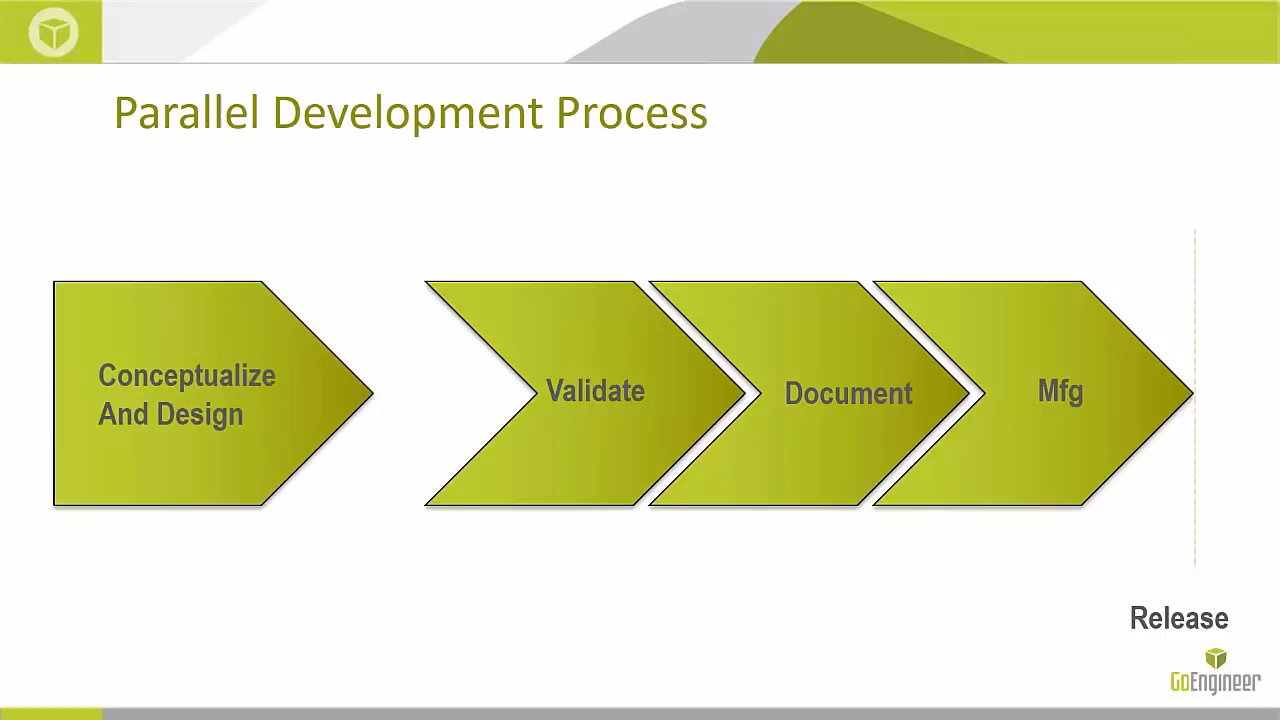 Parallel Development Process
Conceptualize
And Design
Validate
Document
Mfg
Release
GoEngineer